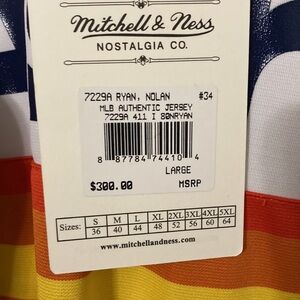 Mitchell & Ness
NOSTALGIA CO.
7229A RYAN, NOLAN #34
MLB AUTHENTIC JERSEY
7229A 411 I 80NRYAN
8 87784 74410 4
LARGE
$300.00 MSRP
Sizes: S M L XL 2XL 3XL 4XL 5XL
36 40 44 48 52 56 60 64
www.mitchellandness.com